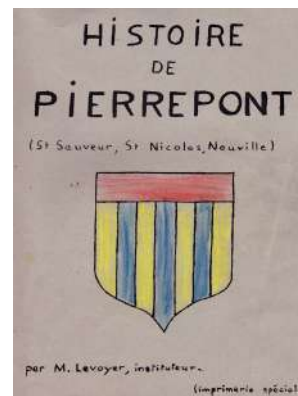 HISTOIRE
DE
PIERREPONT
(St Sauveur, St Nicolas, Neuville)
par M. Levoyer, instituteur.
(imprimerie spécial